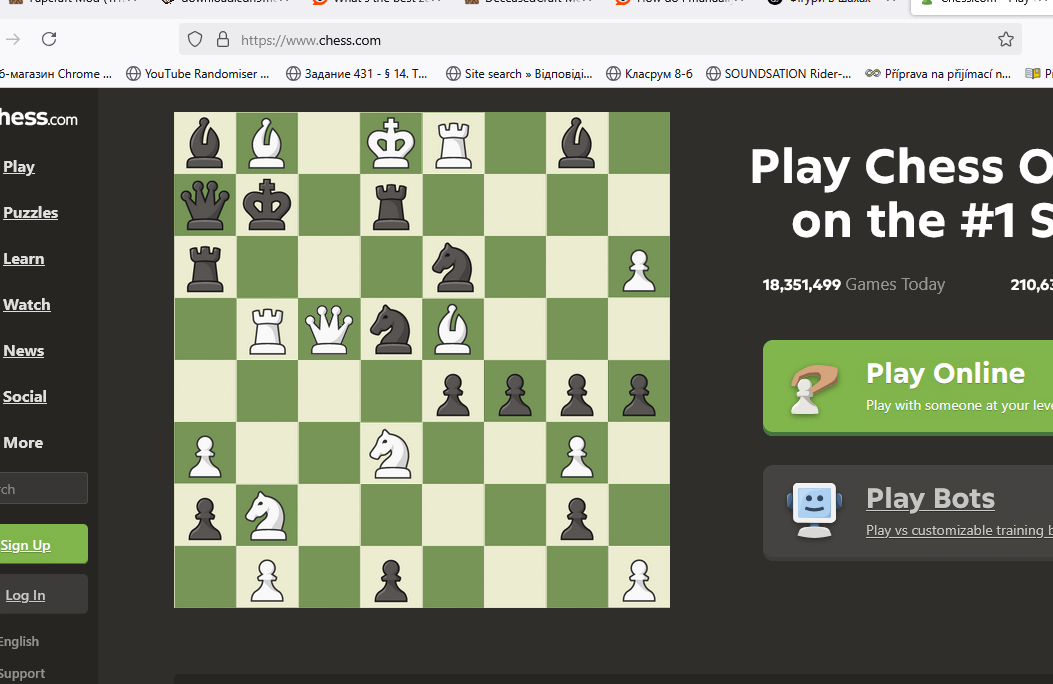 https://www.chess.com
YouTube Randomiser ...
Задание 431 - § 14. Т...
Site search » Відповіді...
Класрум 8-б
SOUNDSATION Rider-...
Příprava na přijímací n...
б-магазин Chrome ...
hess.com
Play
Puzzles
Learn
Watch
News
Social
More
rch
Sign Up
Log In
English
Support
Play Chess O
on the #1 S
18,351,499 Games Today
210,63
Play Online
Play with someone at your leve
Play Bots
Play vs customizable training b